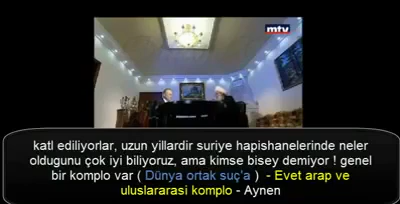 mtv
katl ediliyorlar, uzun yillardir suriye hapishanelerinde neler
oldugunu çok iyi biliyoruz, ama kimse bisey demiyor ! genel
bir komplo var ( Dünya ortak suç'a ) - Evet arap ve
uluslararasi komplo - Aynen